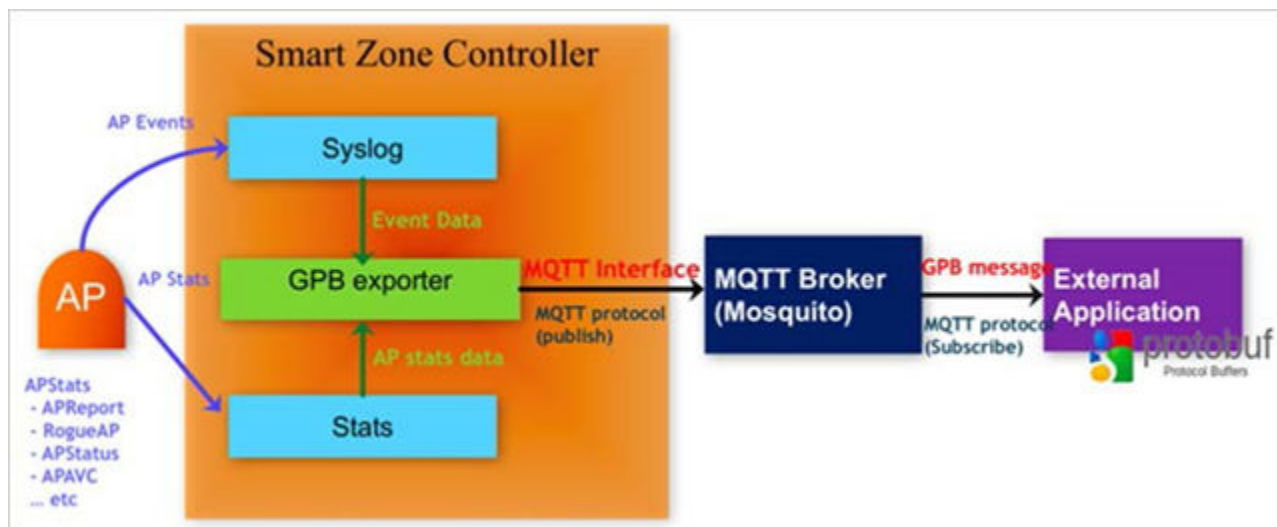 Smart Zone Controller
AP Events
Syslog
Event Data
AP
AP Stats
GPB exporter
MQTT Interface
MQTT protocol
(publish)
MQTT Broker
(Mosquito)
GPB message
MQTT protocol
(Subscribe)
External
Application
protobuf
Protocol Buffers
AP stats data
Stats
APStats
- APReport
- RogueAP
- APStatus
- APAVC
... etc